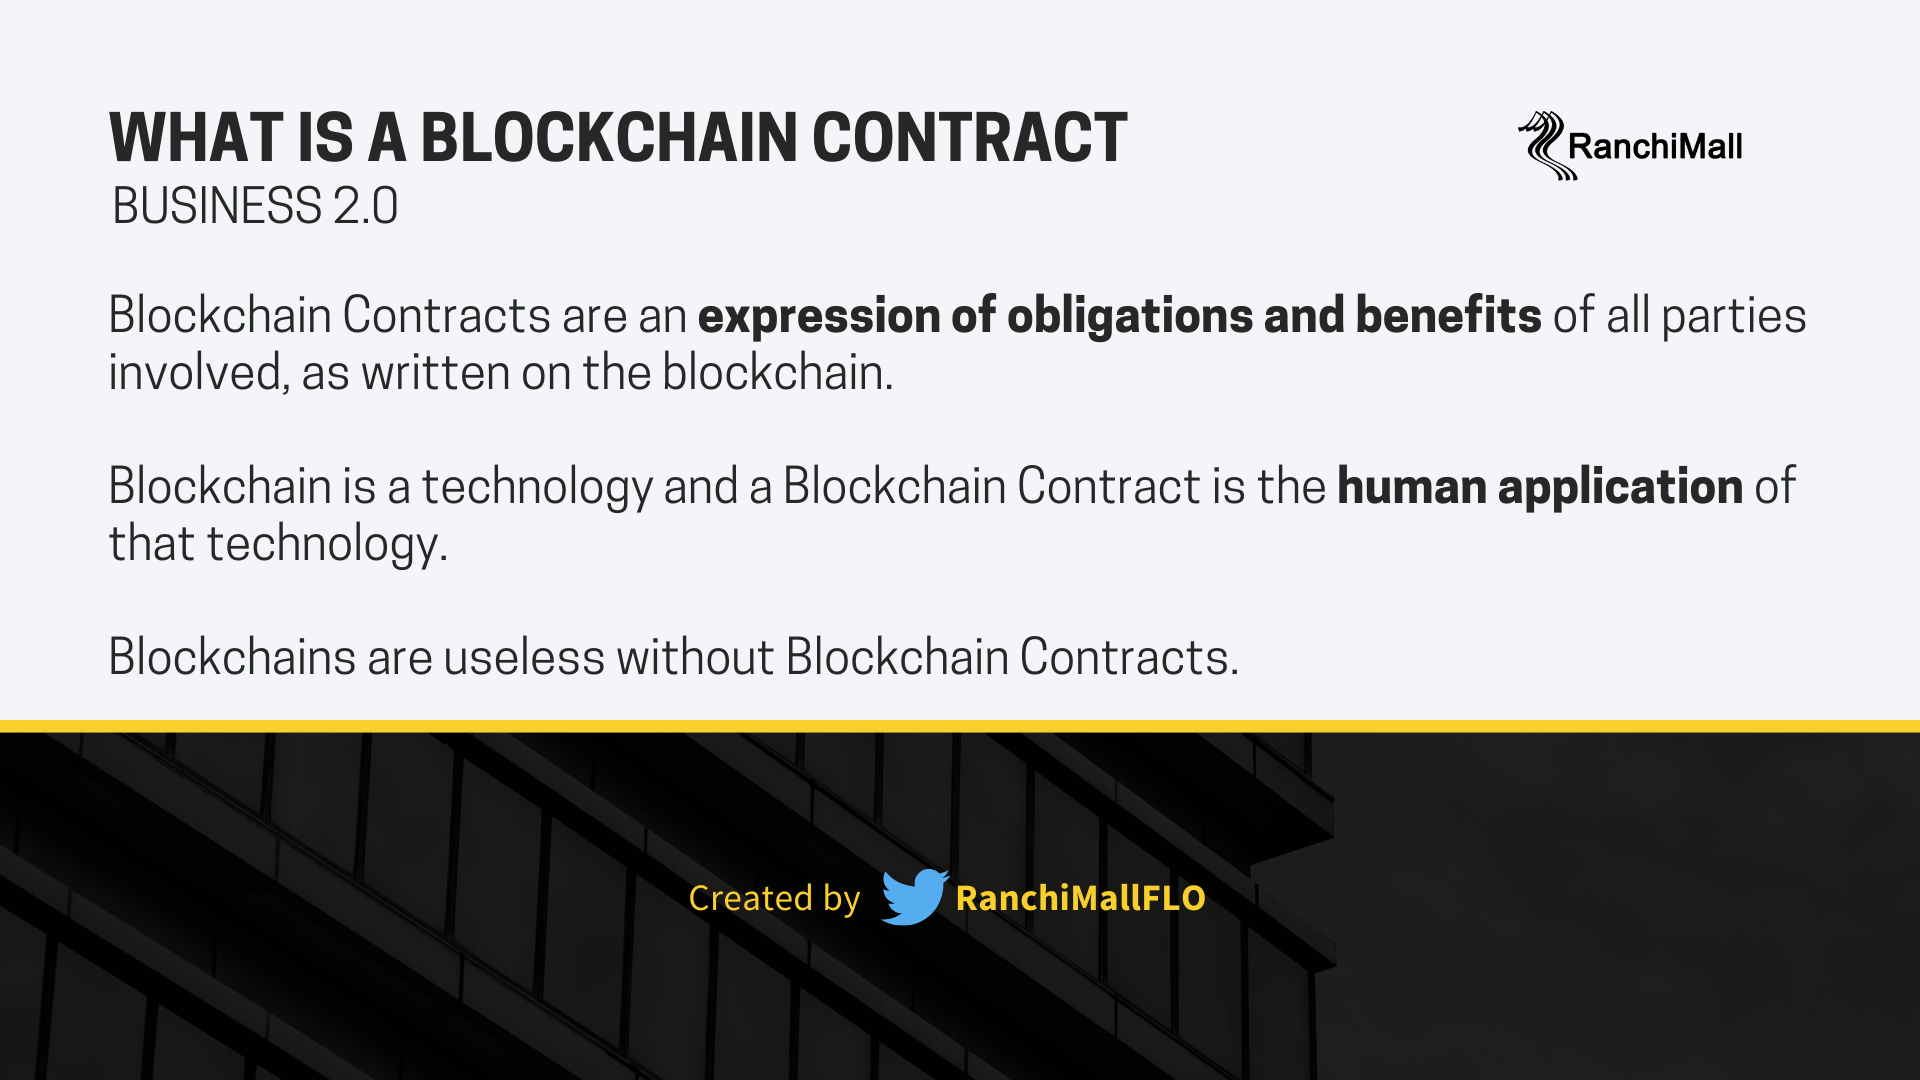 WHAT IS A BLOCKCHAIN CONTRACT
RanchiMall
BUSINESS 2.0
Blockchain Contracts are an expression of obligations and benefits of all parties
involved, as written on the blockchain.
Blockchain is a technology and a Blockchain Contract is the human application of
that technology.
Blockchains are useless without Blockchain Contracts.
Created by RanchiMallFLO